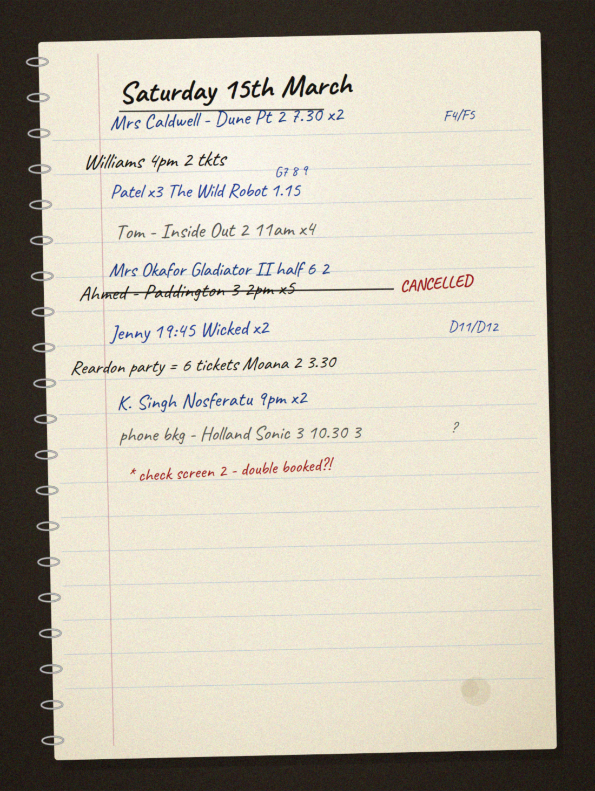 Saturday 15th March
Mrs Caldwell - Dune Pt 2 7.30 x2 F4/F5
Williams 4pm 2 tkts
G7 8 9
Patel x3 The Wild Robot 1.15
Tom - Inside Out 2 11am x4
Mrs Okafor Gladiator II half 6 2
Ahmed - Paddington 3 2pm x5 CANCELLED
Jenny 19:45 Wicked x2 D11/D12
Reardon party = 6 tickets Moana 2 3.30
K. Singh Nosferatu 9pm x2
phone bkg - Holland Sonic 3 10.30 3 ?
* check screen 2 - double booked?!